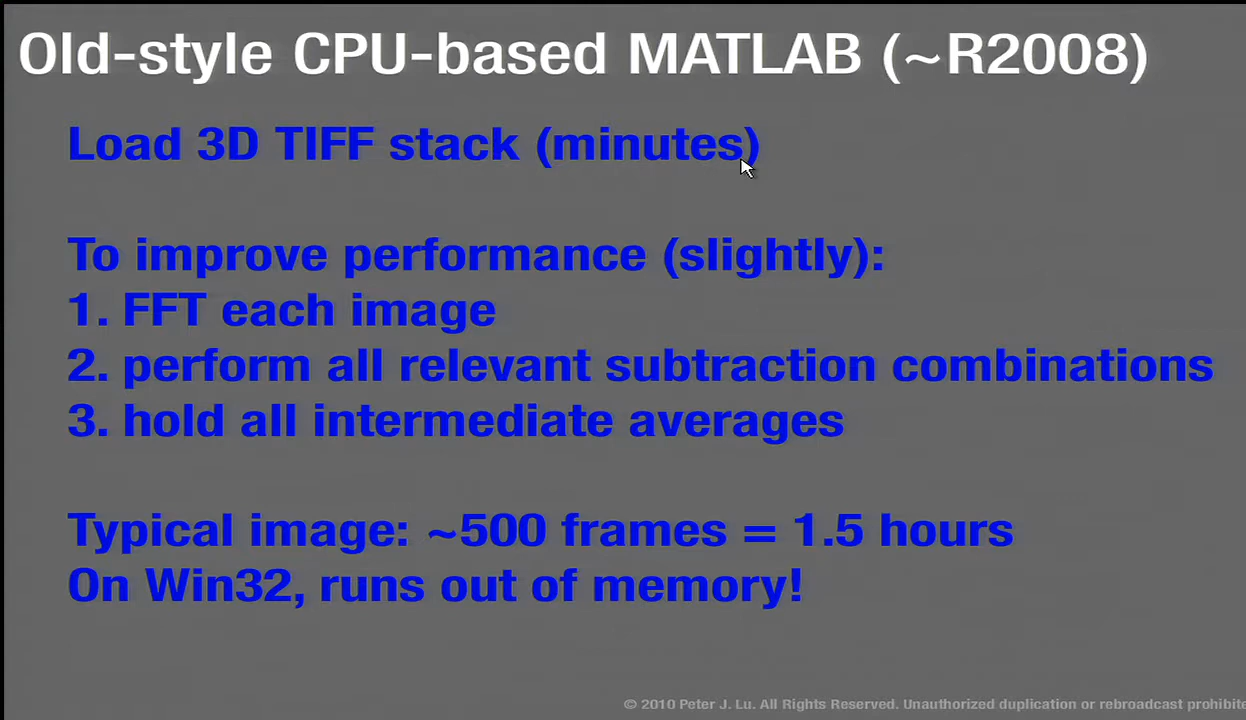 Old-style CPU-based MATLAB (~R2008)
Load 3D TIFF stack (minutes)
To improve performance (slightly):
1. FFT each image
2. perform all relevant subtraction combinations
3. hold all intermediate averages
Typical image: ~500 frames = 1.5 hours
On Win32, runs out of memory!
© 2010 Peter J. Lu. All Rights Reserved. Unauthorized duplication or rebroadcast prohibite